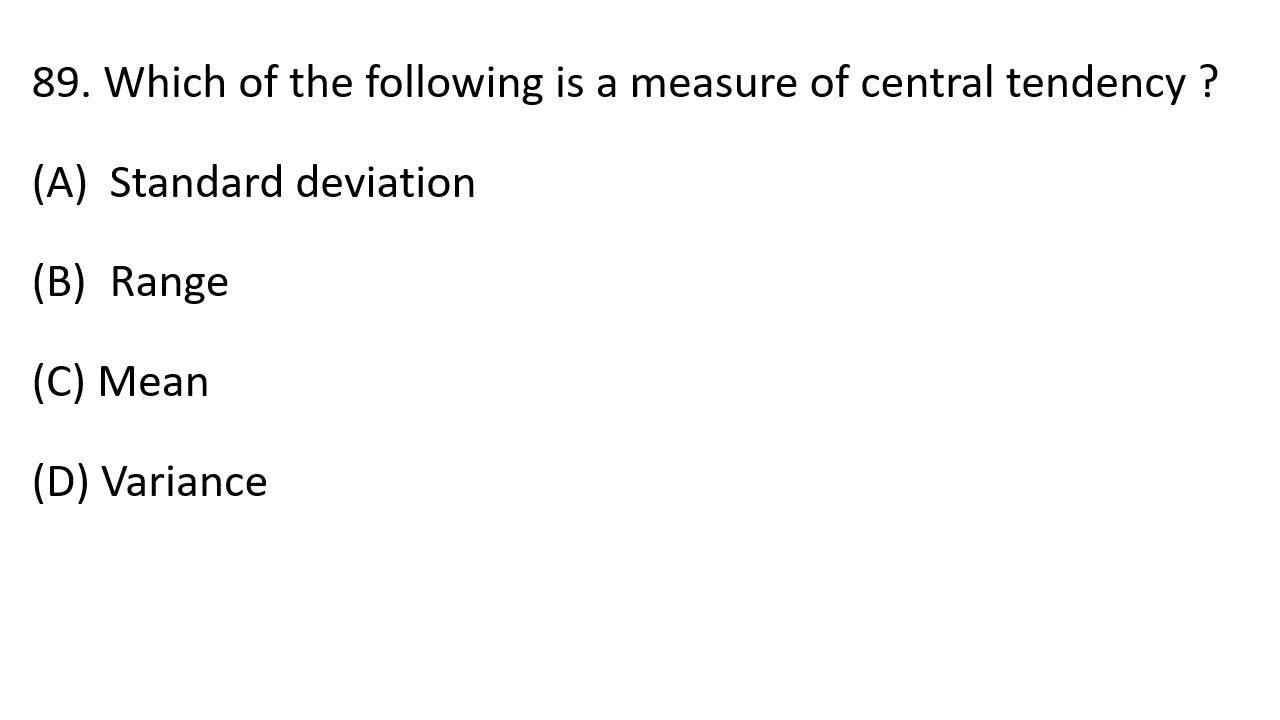 89. Which of the following is a measure of central tendency ?
(A)  Standard deviation
(B)  Range
(C) Mean
(D) Variance